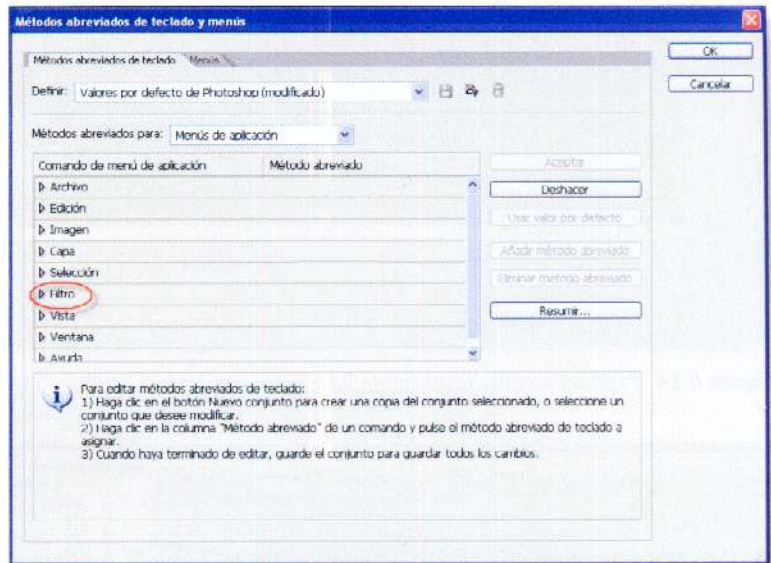 Métodos abreviados de teclado y menús
Métodos abreviados de teclado Menús
OK
Definir: Valores por defecto de Photoshop (modificado)
Cancelar
Métodos abreviados para: Menús de aplicación
Comando de menú de aplicación Método abreviado
Aceptar
Archivo
Deshacer
Edición
Usar valor por defecto
Imagen
Capa
Añadir método abreviado
Selección
Eliminar método abreviado
Filtro
Vista
Resumir...
Ventana
Ayuda
Para editar métodos abreviados de teclado:
1) Haga clic en el botón Nuevo conjunto para crear una copia del conjunto seleccionado, o seleccione un
conjunto que desee modificar.
2) Haga clic en la columna "Método abreviado" de un comando y pulse el método abreviado de teclado a
asignar.
3) Cuando haya terminado de editar, guarde el conjunto para guardar todos los cambios.